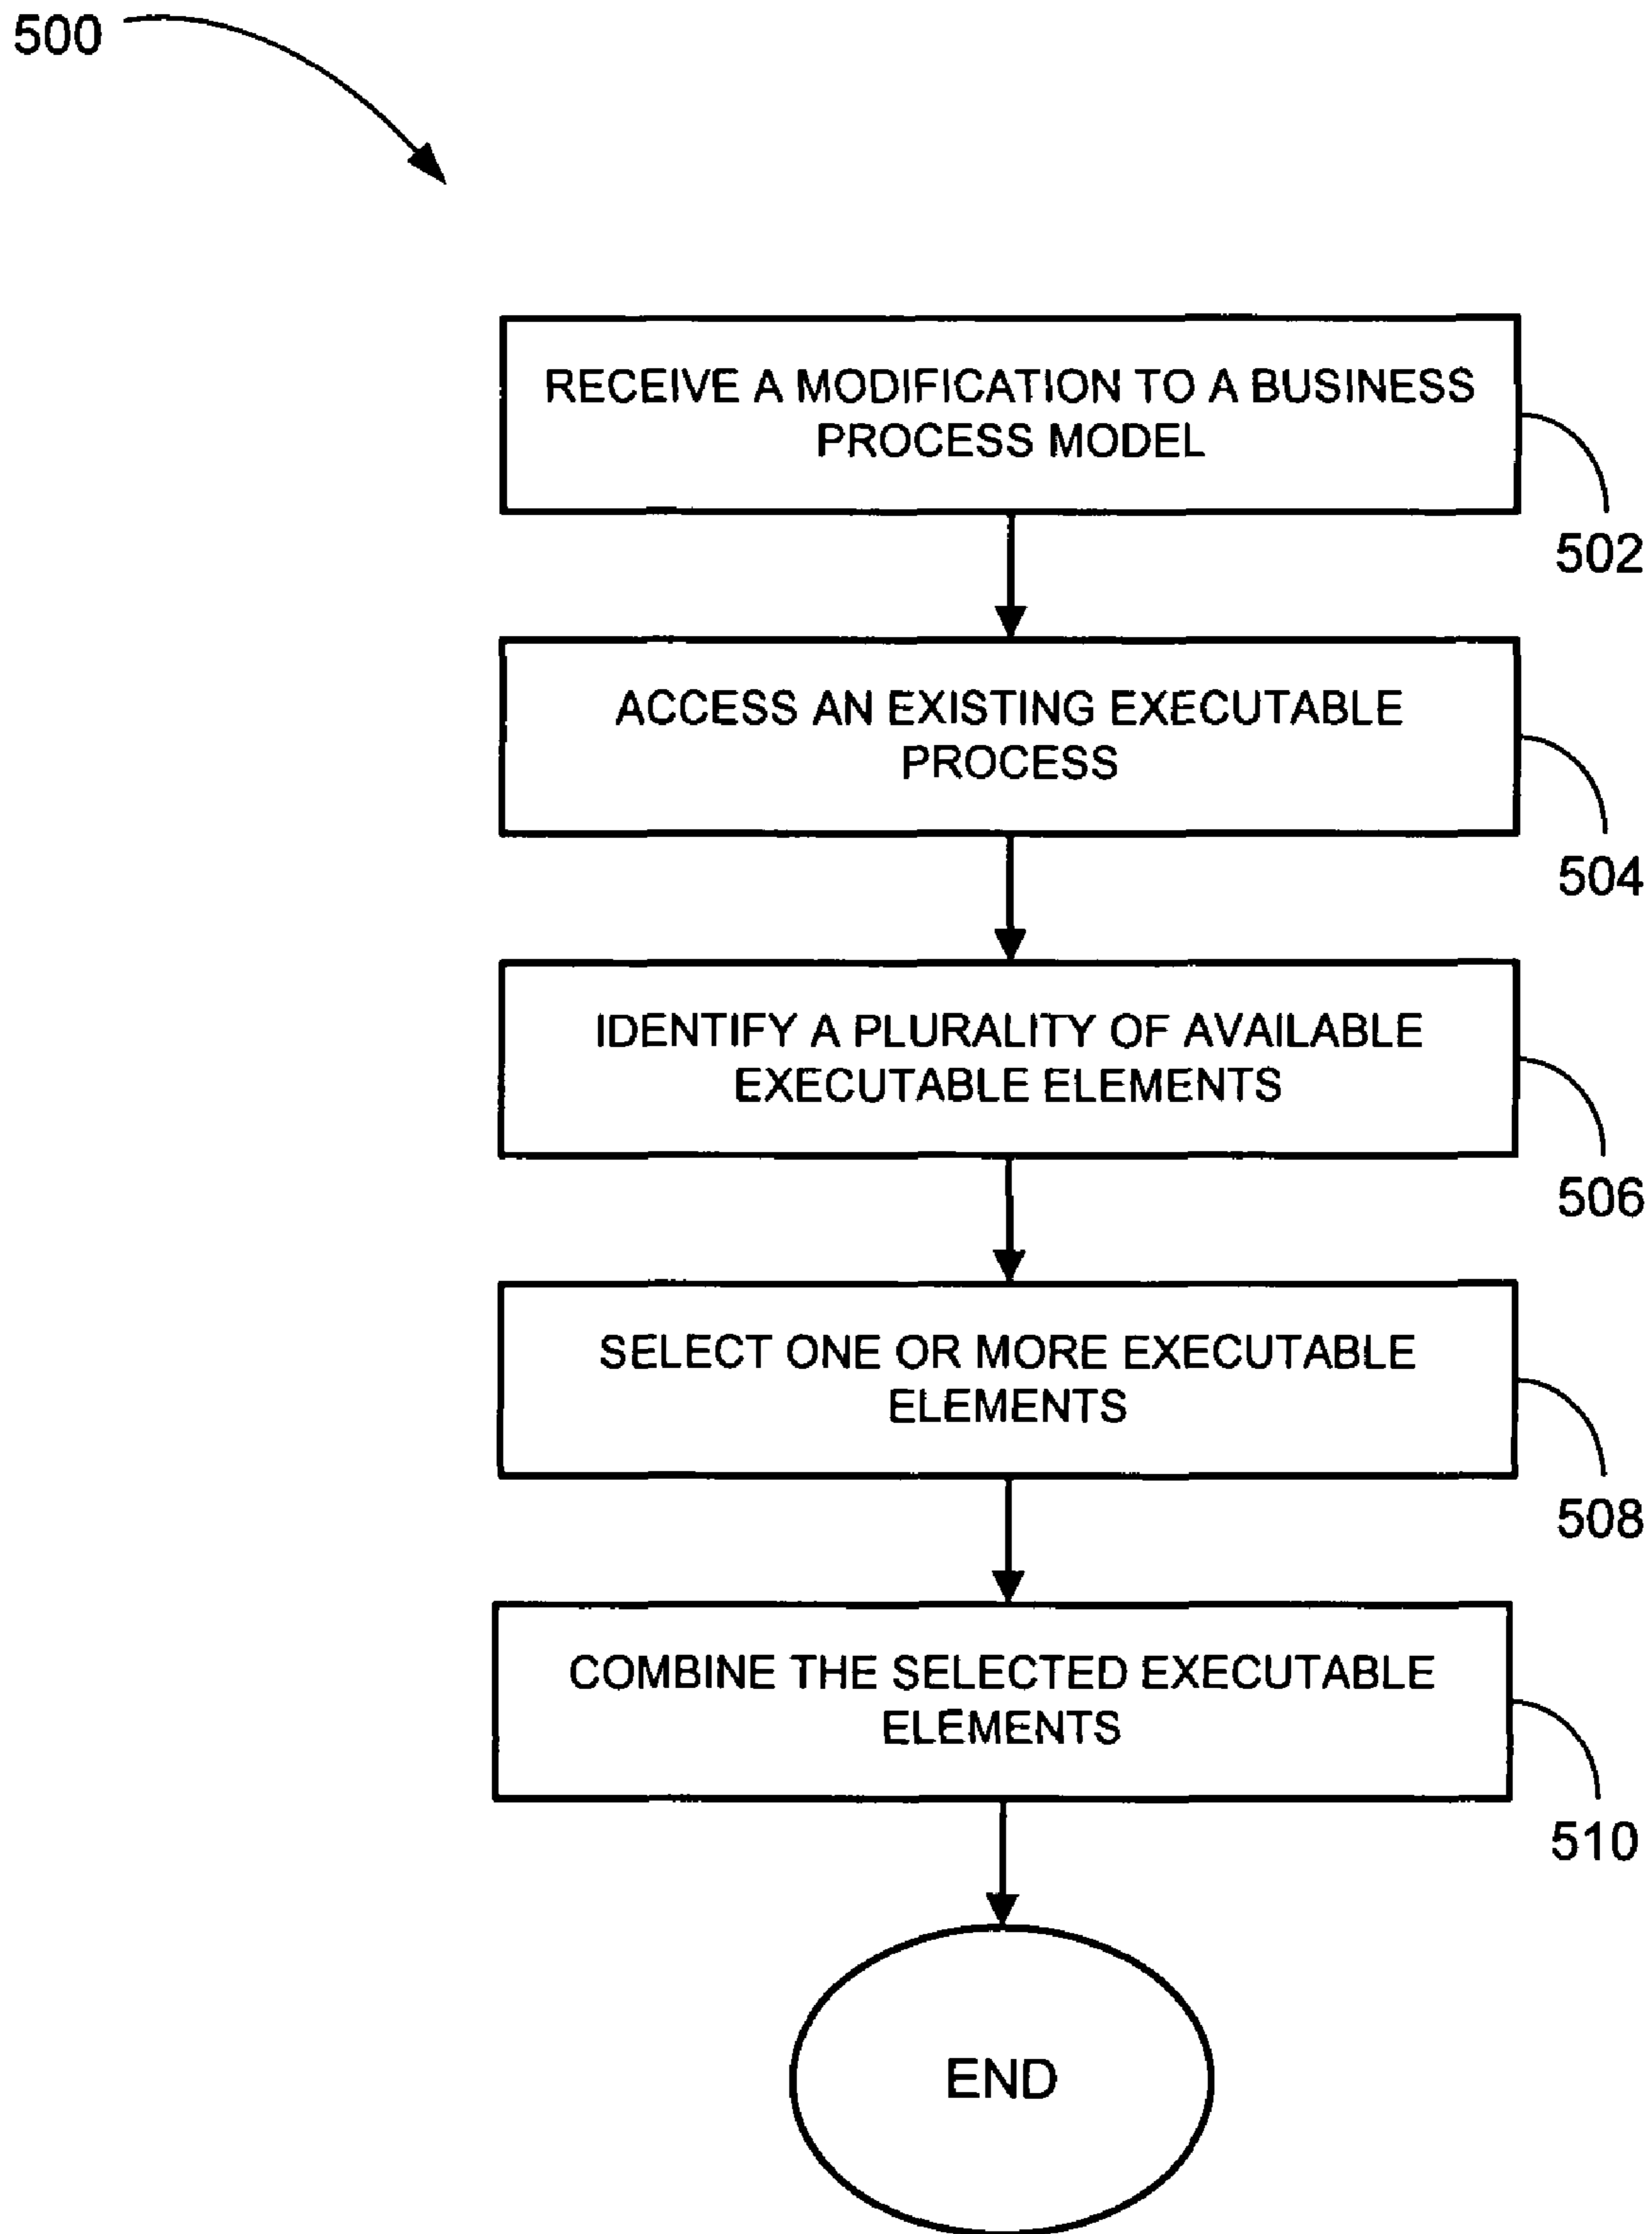 500
RECEIVE A MODIFICATION TO A BUSINESS
PROCESS MODEL
502
ACCESS AN EXISTING EXECUTABLE
PROCESS
504
IDENTIFY A PLURALITY OF AVAILABLE
EXECUTABLE ELEMENTS
506
SELECT ONE OR MORE EXECUTABLE
ELEMENTS
508
COMBINE THE SELECTED EXECUTABLE
ELEMENTS
510
END